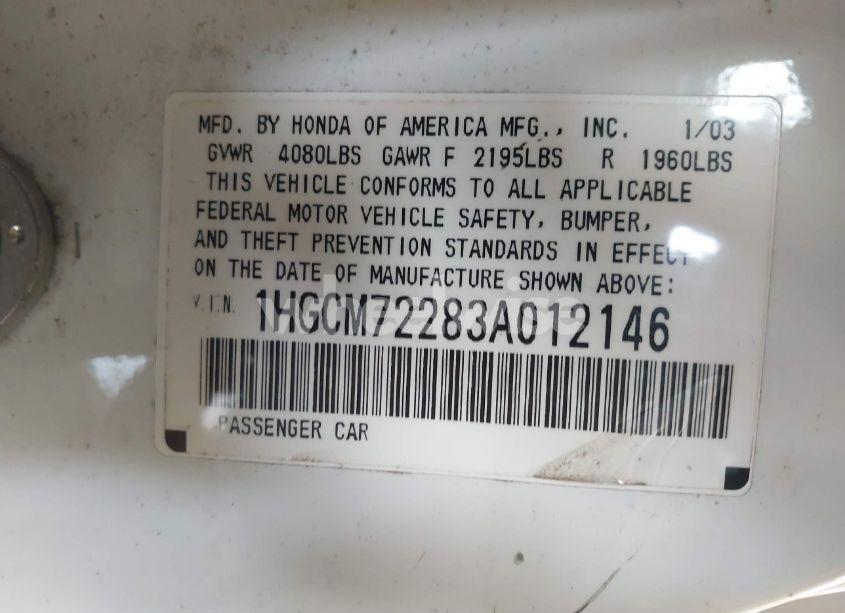 MFD. BY HONDA OF AMERICA MFG., INC. 1/03
GVWR 4080LBS GAWR F 2195LBS R 1960LBS
THIS VEHICLE CONFORMS TO ALL APPLICABLE
FEDERAL MOTOR VEHICLE SAFETY, BUMPER,
AND THEFT PREVENTION STANDARDS IN EFFECT
ON THE DATE OF MANUFACTURE SHOWN ABOVE:
V.I.N. 1HGCM72283A012146
PASSENGER CAR